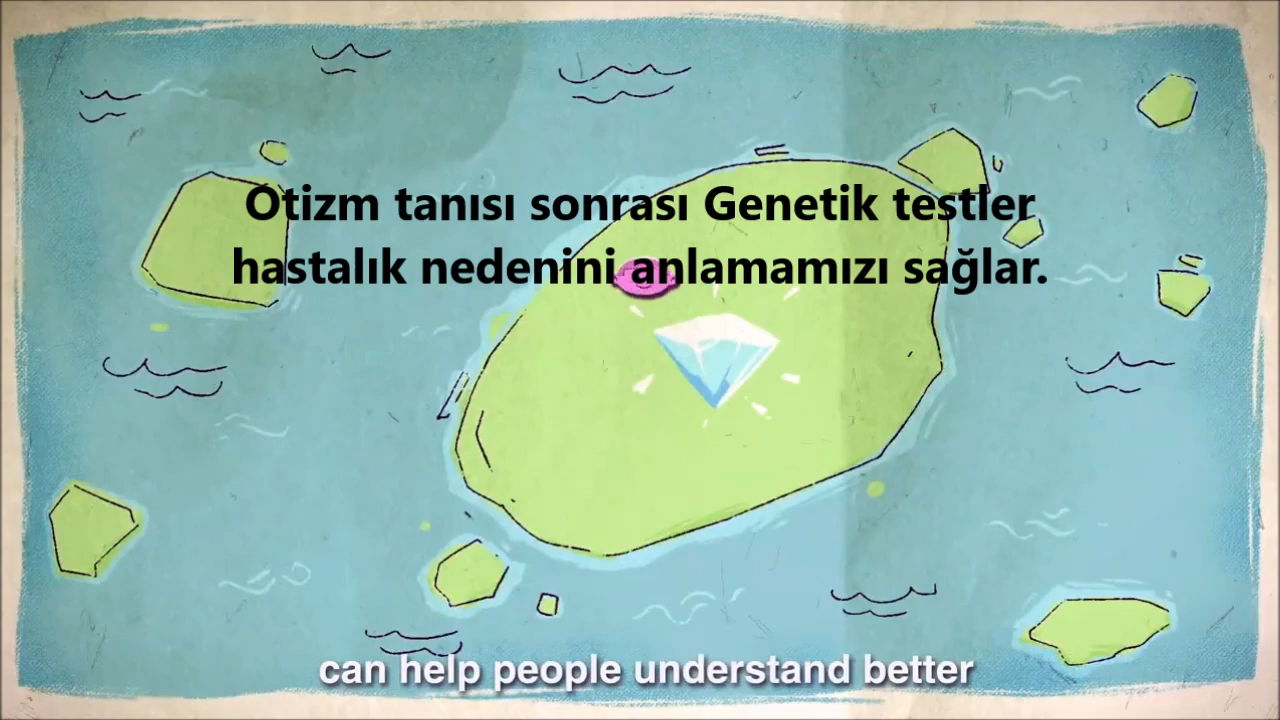 Otizm tanısı sonrası Genetik testler
hastalık nedenini anlamamızı sağlar.
can help people understand better